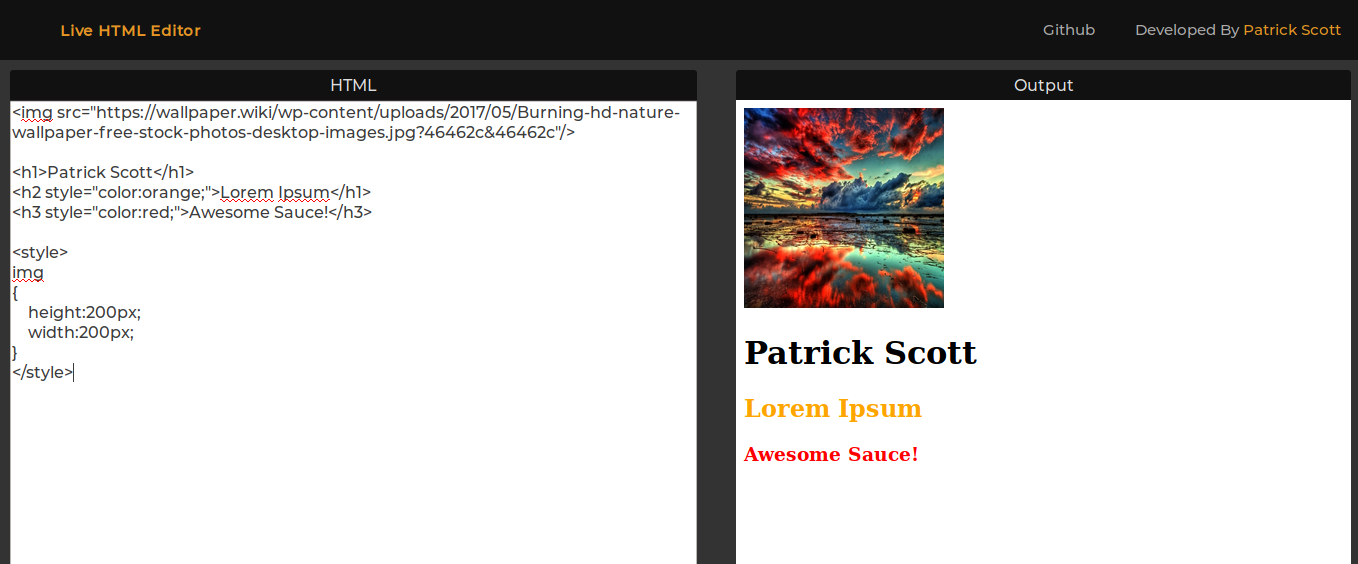 Live HTML Editor
Github
Developed By Patrick Scott
HTML
<img src="https://wallpaper.wiki/wp-content/uploads/2017/05/Burning-hd-nature-
wallpaper-free-stock-photos-desktop-images.jpg?46462c&46462c"/>
<h1>Patrick Scott</h1>
<h2 style="color:orange;">Lorem Ipsum</h1>
<h3 style="color:red;">Awesome Sauce!</h3>
<style>
img
{
height:200px;
width:200px;
}
</style>
Output
Patrick Scott
Lorem Ipsum
Awesome Sauce!